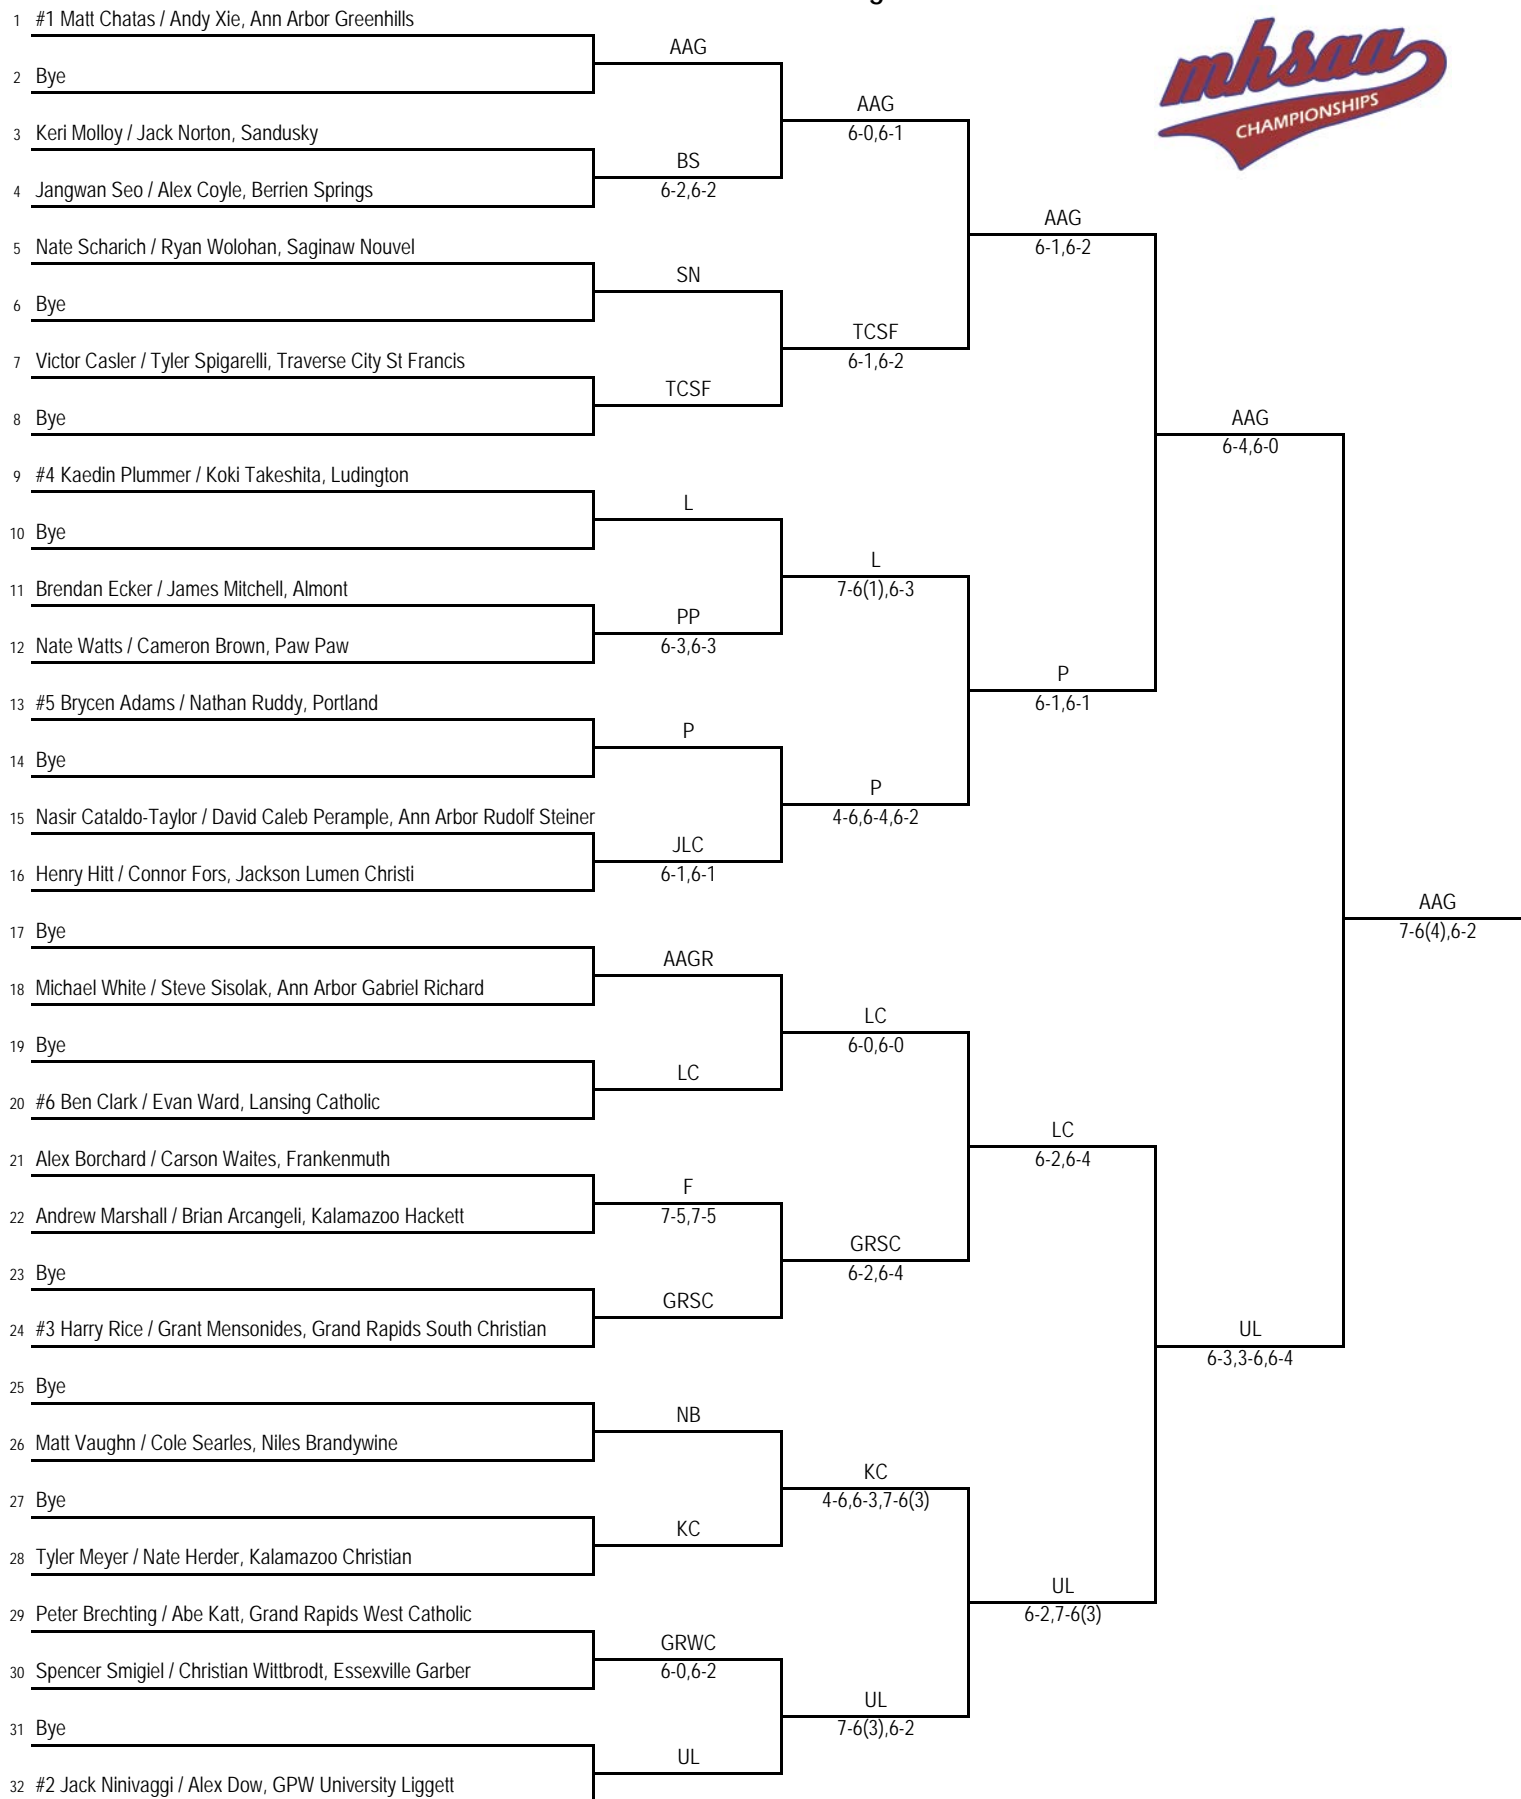 mhsaa
CHAMPIONSHIPS
1 #1 Matt Chatas / Andy Xie, Ann Arbor Greenhills
AAG
2 Bye
AAG
6-0,6-1
3 Keri Molloy / Jack Norton, Sandusky
BS
6-2,6-2
4 Jangwan Seo / Alex Coyle, Berrien Springs
AAG
6-1,6-2
5 Nate Scharich / Ryan Wolohan, Saginaw Nouvel
SN
6 Bye
TCSF
6-1,6-2
7 Victor Casler / Tyler Spigarelli, Traverse City St Francis
TCSF
8 Bye
AAG
6-4,6-0
9 #4 Kaedin Plummer / Koki Takeshita, Ludington
L
10 Bye
L
7-6(1),6-3
11 Brendan Ecker / James Mitchell, Almont
PP
6-3,6-3
12 Nate Watts / Cameron Brown, Paw Paw
P
6-1,6-1
13 #5 Brycen Adams / Nathan Ruddy, Portland
P
14 Bye
P
4-6,6-4,6-2
15 Nasir Cataldo-Taylor / David Caleb Perample, Ann Arbor Rudolf Steiner
JLC
6-1,6-1
16 Henry Hitt / Connor Fors, Jackson Lumen Christi
AAG
7-6(4),6-2
17 Bye
AAGR
18 Michael White / Steve Sisolak, Ann Arbor Gabriel Richard
LC
6-0,6-0
19 Bye
LC
20 #6 Ben Clark / Evan Ward, Lansing Catholic
LC
6-2,6-4
21 Alex Borchard / Carson Waites, Frankenmuth
F
7-5,7-5
22 Andrew Marshall / Brian Arcangeli, Kalamazoo Hackett
GRSC
6-2,6-4
23 Bye
GRSC
24 #3 Harry Rice / Grant Mensonides, Grand Rapids South Christian
UL
6-3,3-6,6-4
25 Bye
NB
26 Matt Vaughn / Cole Searles, Niles Brandywine
KC
4-6,6-3,7-6(3)
27 Bye
KC
28 Tyler Meyer / Nate Herder, Kalamazoo Christian
UL
6-2,7-6(3)
29 Peter Brechting / Abe Katt, Grand Rapids West Catholic
GRWC
6-0,6-2
30 Spencer Smigiel / Christian Wittbrodt, Essexville Garber
UL
7-6(3),6-2
31 Bye
UL
32 #2 Jack Ninivaggi / Alex Dow, GPW University Liggett